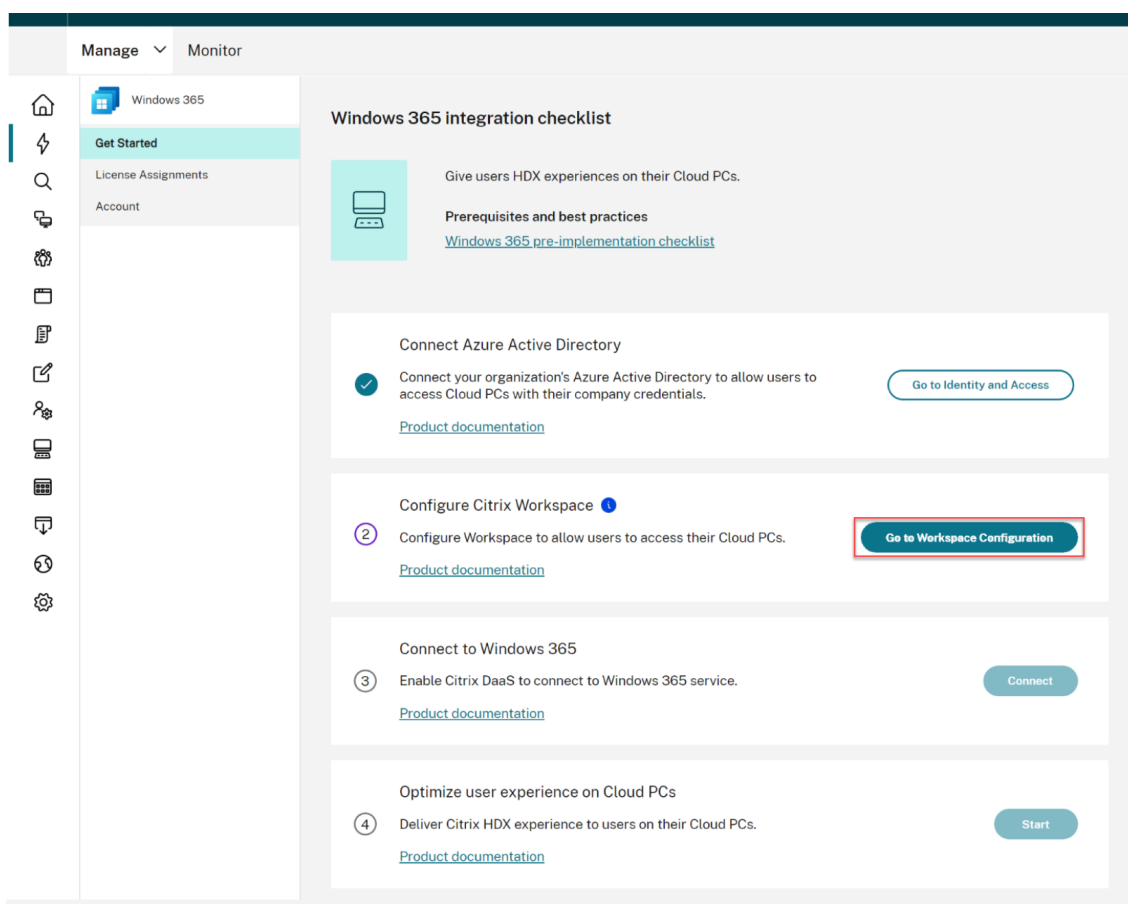 Manage Monitor
Windows 365
Get Started
License Assignments
Account
Windows 365 integration checklist
Give users HDX experiences on their Cloud PCs.
Prerequisites and best practices
Windows 365 pre-implementation checklist
Connect Azure Active Directory
Connect your organization's Azure Active Directory to allow users to
access Cloud PCs with their company credentials.
Product documentation
Go to Identity and Access
Configure Citrix Workspace i
2
Configure Workspace to allow users to access their Cloud PCs.
Product documentation
Go to Workspace Configuration
Connect to Windows 365
3
Enable Citrix DaaS to connect to Windows 365 service.
Product documentation
Connect
Optimize user experience on Cloud PCs
4
Deliver Citrix HDX experience to users on their Cloud PCs.
Product documentation
Start